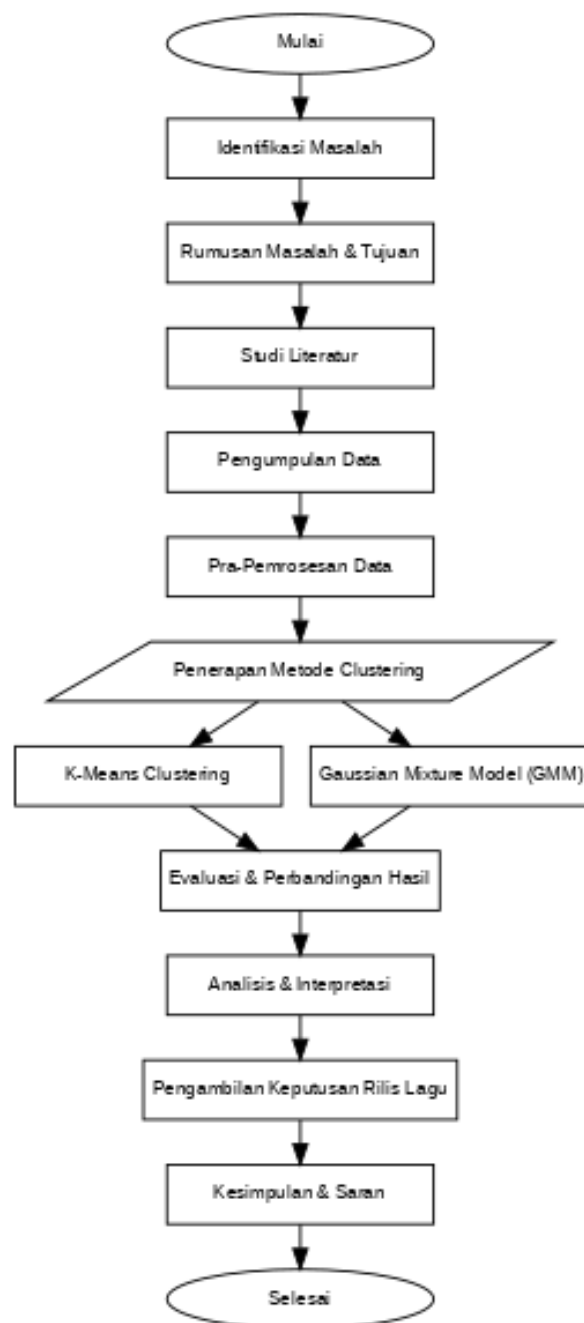 Mulai
Identifikasi Masalah
Rumusan Masalah & Tujuan
Studi Literatur
Pengumpulan Data
Pra-Pemrosesan Data
Penerapan Metode Clustering
K-Means Clustering
Gaussian Mixture Model (GMM)
Evaluasi & Perbandingan Hasil
Analisis & Interpretasi
Pengambilan Keputusan Rilis Lagu
Kesimpulan & Saran
Selesai